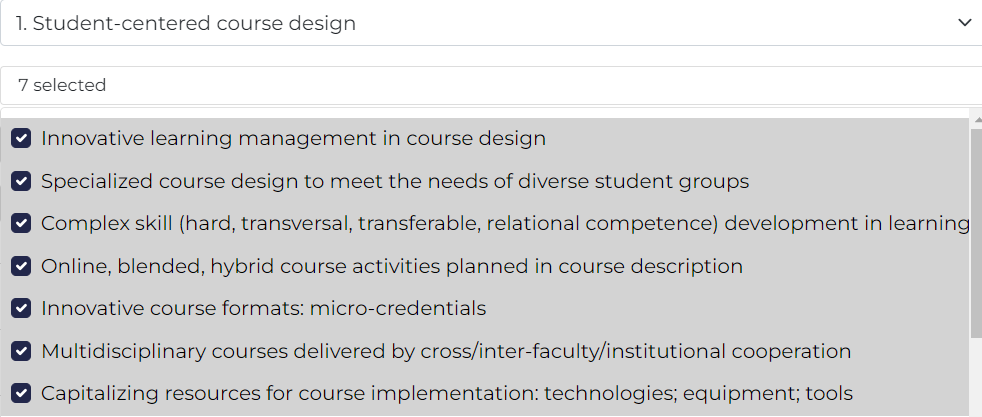 1. Student-centered course design
7 selected
Innovative learning management in course design
Specialized course design to meet the needs of diverse student groups
Complex skill (hard, transversal, transferable, relational competence) development in learning
Online, blended, hybrid course activities planned in course description
Innovative course formats: micro-credentials
Multidisciplinary courses delivered by cross/inter-faculty/institutional cooperation
Capitalizing resources for course implementation: technologies; equipment; tools